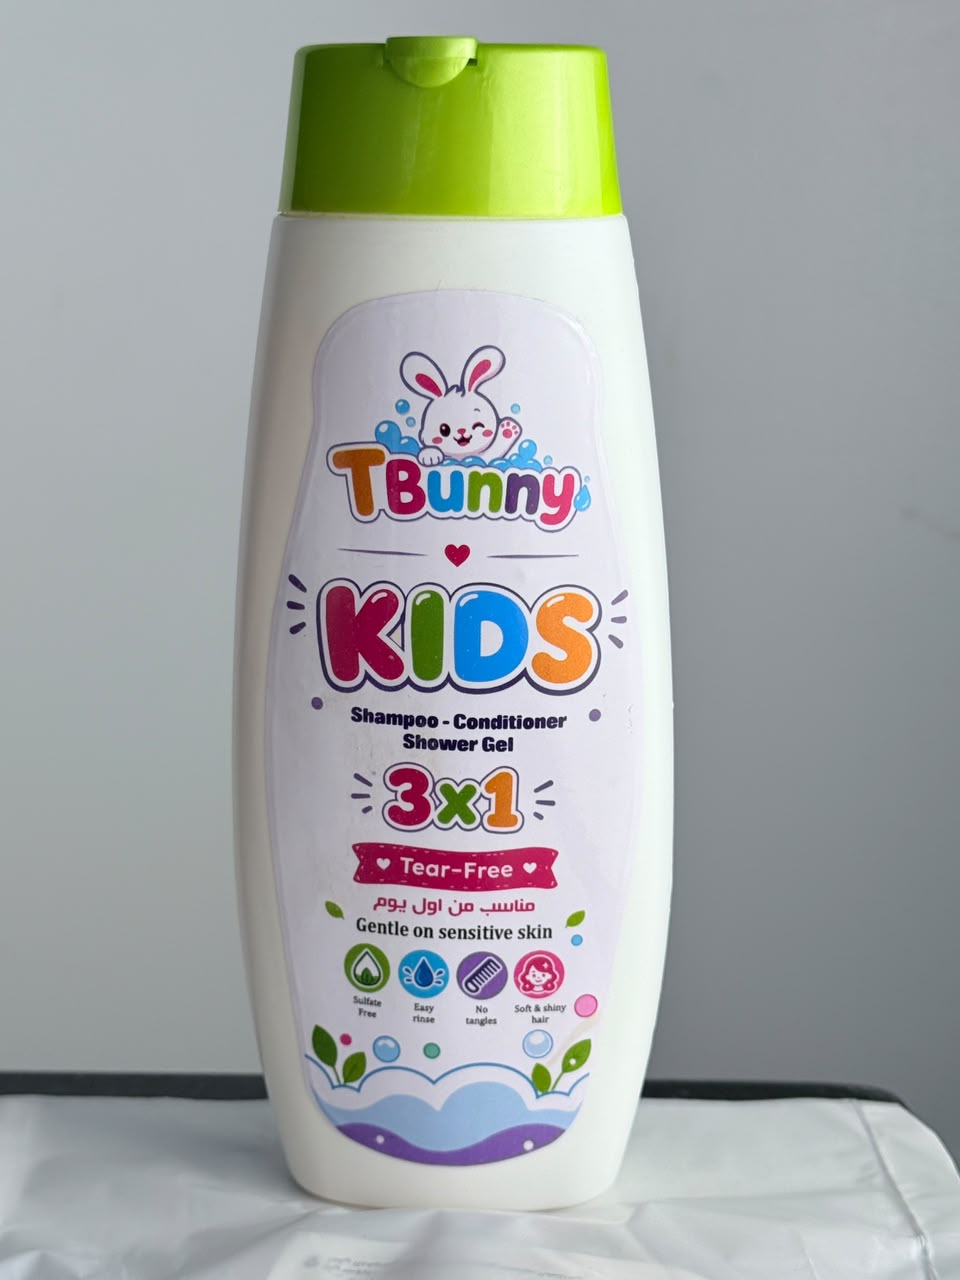 TBunny
KIDS
Shampoo - Conditioner
Shower Gel
3x1
Tear-Free
مناسب من اول يوم
Gentle on sensitive skin
Sulfate
Free
Easy
rinse
No
tangles
Soft & shiny
hair